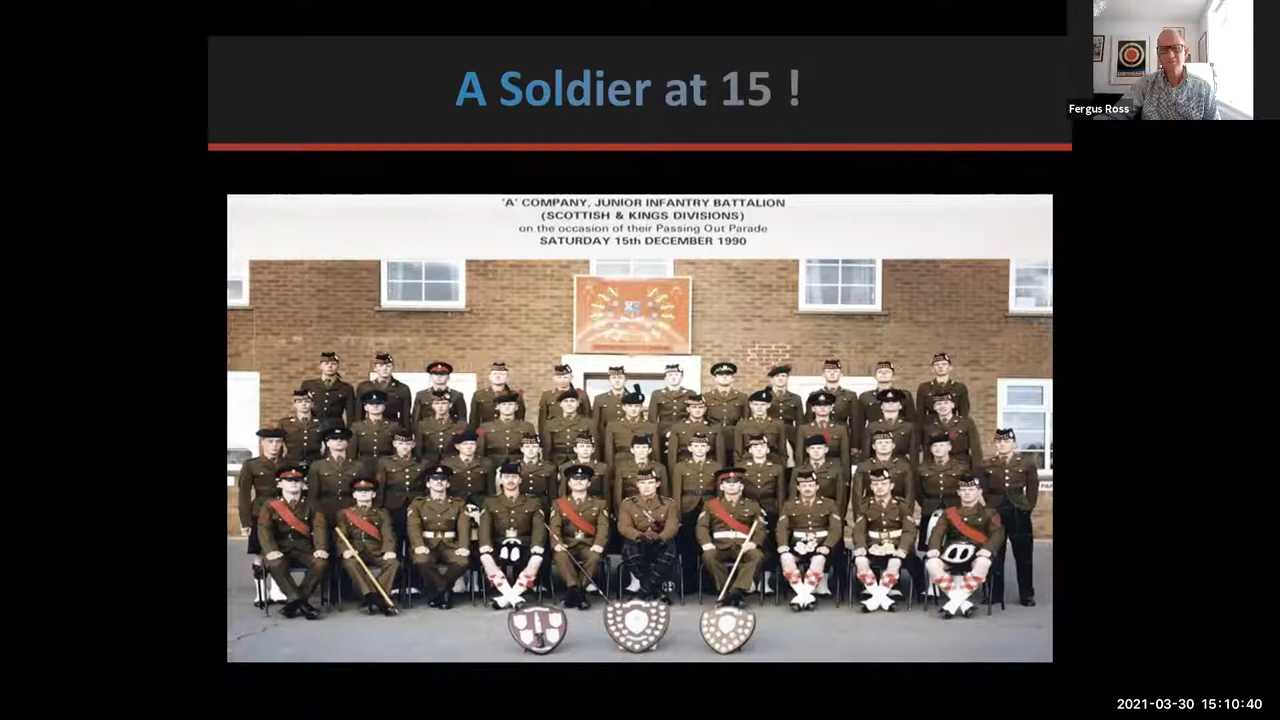 A Soldier at 15 !
Fergus Ross
'A' COMPANY, JUNIOR INFANTRY BATTALION
(SCOTTISH & KINGS DIVISIONS)
on the occasion of their Passing Out Parade
SATURDAY 15th DECEMBER 1990
2021-03-30 15:10:40